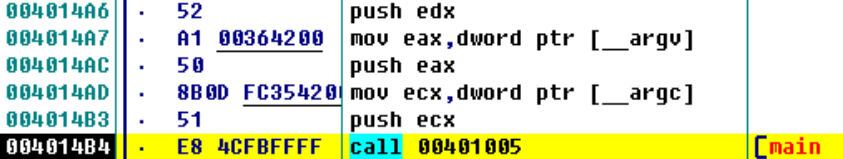 004014A6 · 52 push edx
004014A7 · A1 00364200 mov eax,dword ptr [__argv]
004014AC · 50 push eax
004014AD · 8B0D FC354200 mov ecx,dword ptr [__argc]
004014B3 · 51 push ecx
004014B4 · E8 4CFBFFFF call 00401005 [main